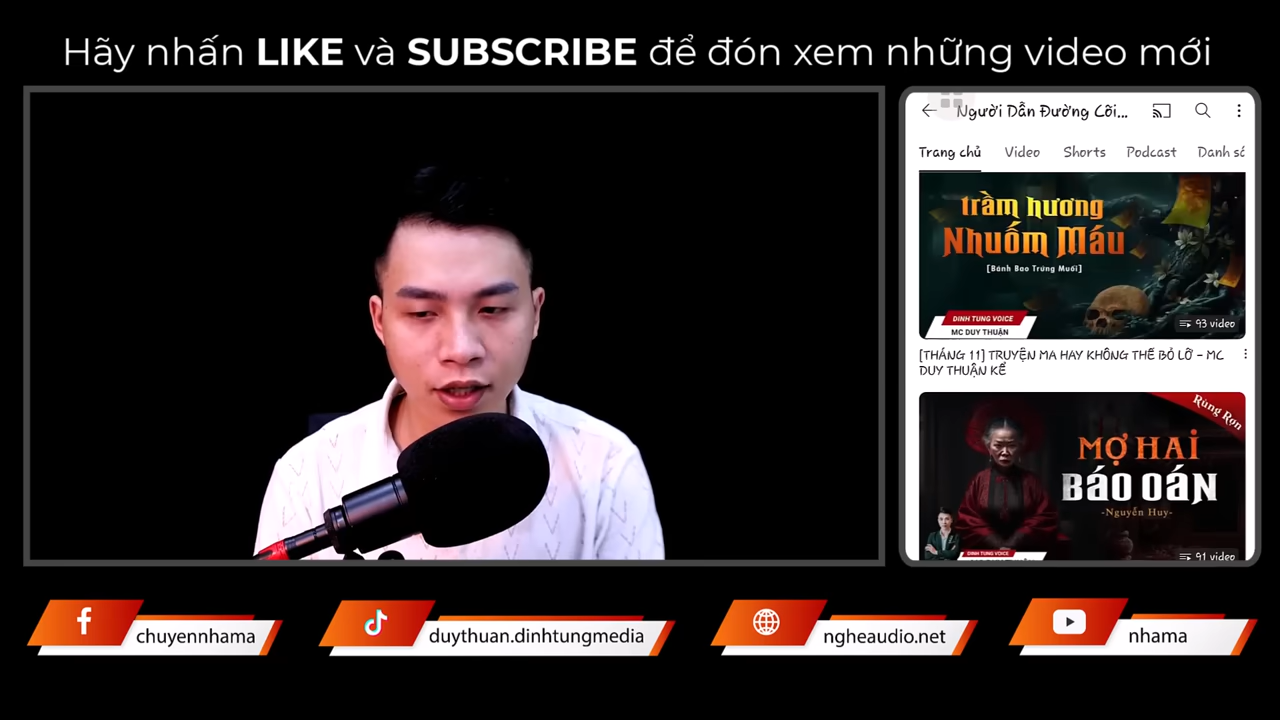 Hãy nhấn LIKE và SUBSCRIBE để đón xem những video mới
Người Dẫn Đường Cõi...
Trang chủ Video Shorts Podcast Danh sá
trầm hương
Nhuốm Máu
[Bánh Bao Trứng Muối]
DINH TUNG VOICE
MC DUY THUẬN
93 video
[THÁNG 11] TRUYỆN MA HAY KHÔNG THỂ BỎ LỠ - MC
DUY THUẬN KỂ
Rùng Rợn
MỢ HAI
BÁO OÁN
-Nguyễn Huy-
DINH TUNG VOICE
91 video
chuyennhama
duythuan.dinhtungmedia
ngheaudio.net
nhama